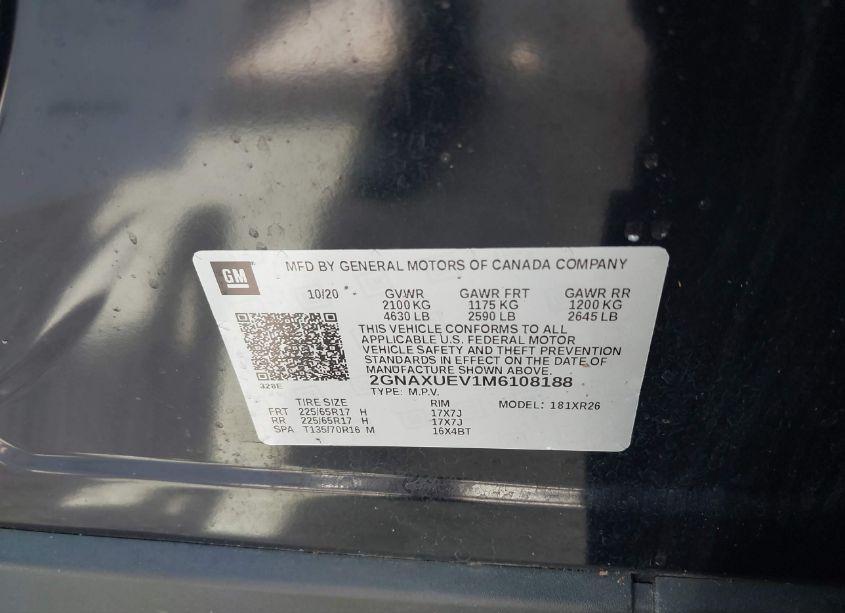 GM
MFD BY GENERAL MOTORS OF CANADA COMPANY
10/20 GVWR GAWR FRT GAWR RR
2100 KG 1175 KG 1200 KG
4630 LB 2590 LB 2645 LB
THIS VEHICLE CONFORMS TO ALL
APPLICABLE U.S. FEDERAL MOTOR
VEHICLE SAFETY AND THEFT PREVENTION
STANDARDS IN EFFECT ON THE DATE OF
MANUFACTURE SHOWN ABOVE.
328E 2GNAXUEV1M6108188
TYPE: M.P.V.
TIRE SIZE RIM MODEL: 181XR26
FRT 225/65R17 H 17X7J
RR 225/65R17 H 17X7J
SPA T135/70R16 M 16X4BT